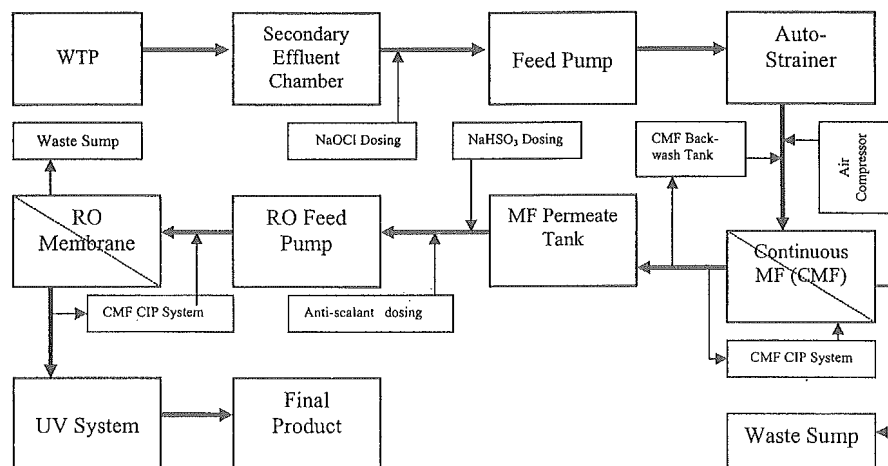 WTP
Secondary
Effluent
Chamber
Feed Pump
Auto-
Strainer
Waste Sump
NaOCl Dosing
NaHSO₃ Dosing
CMF Back-
wash Tank
Air
Compressor
RO
Membrane
RO Feed
Pump
MF Permeate
Tank
Continuous
MF (CMF)
CMF CIP System
Anti-scalant dosing
CMF CIP System
UV System
Final
Product
Waste Sump